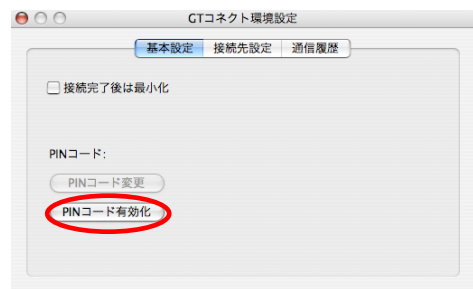 GTコネクト環境設定
基本設定 接続先設定 通信履歴
接続完了後は最小化
PINコード:
PINコード変更
PINコード有効化